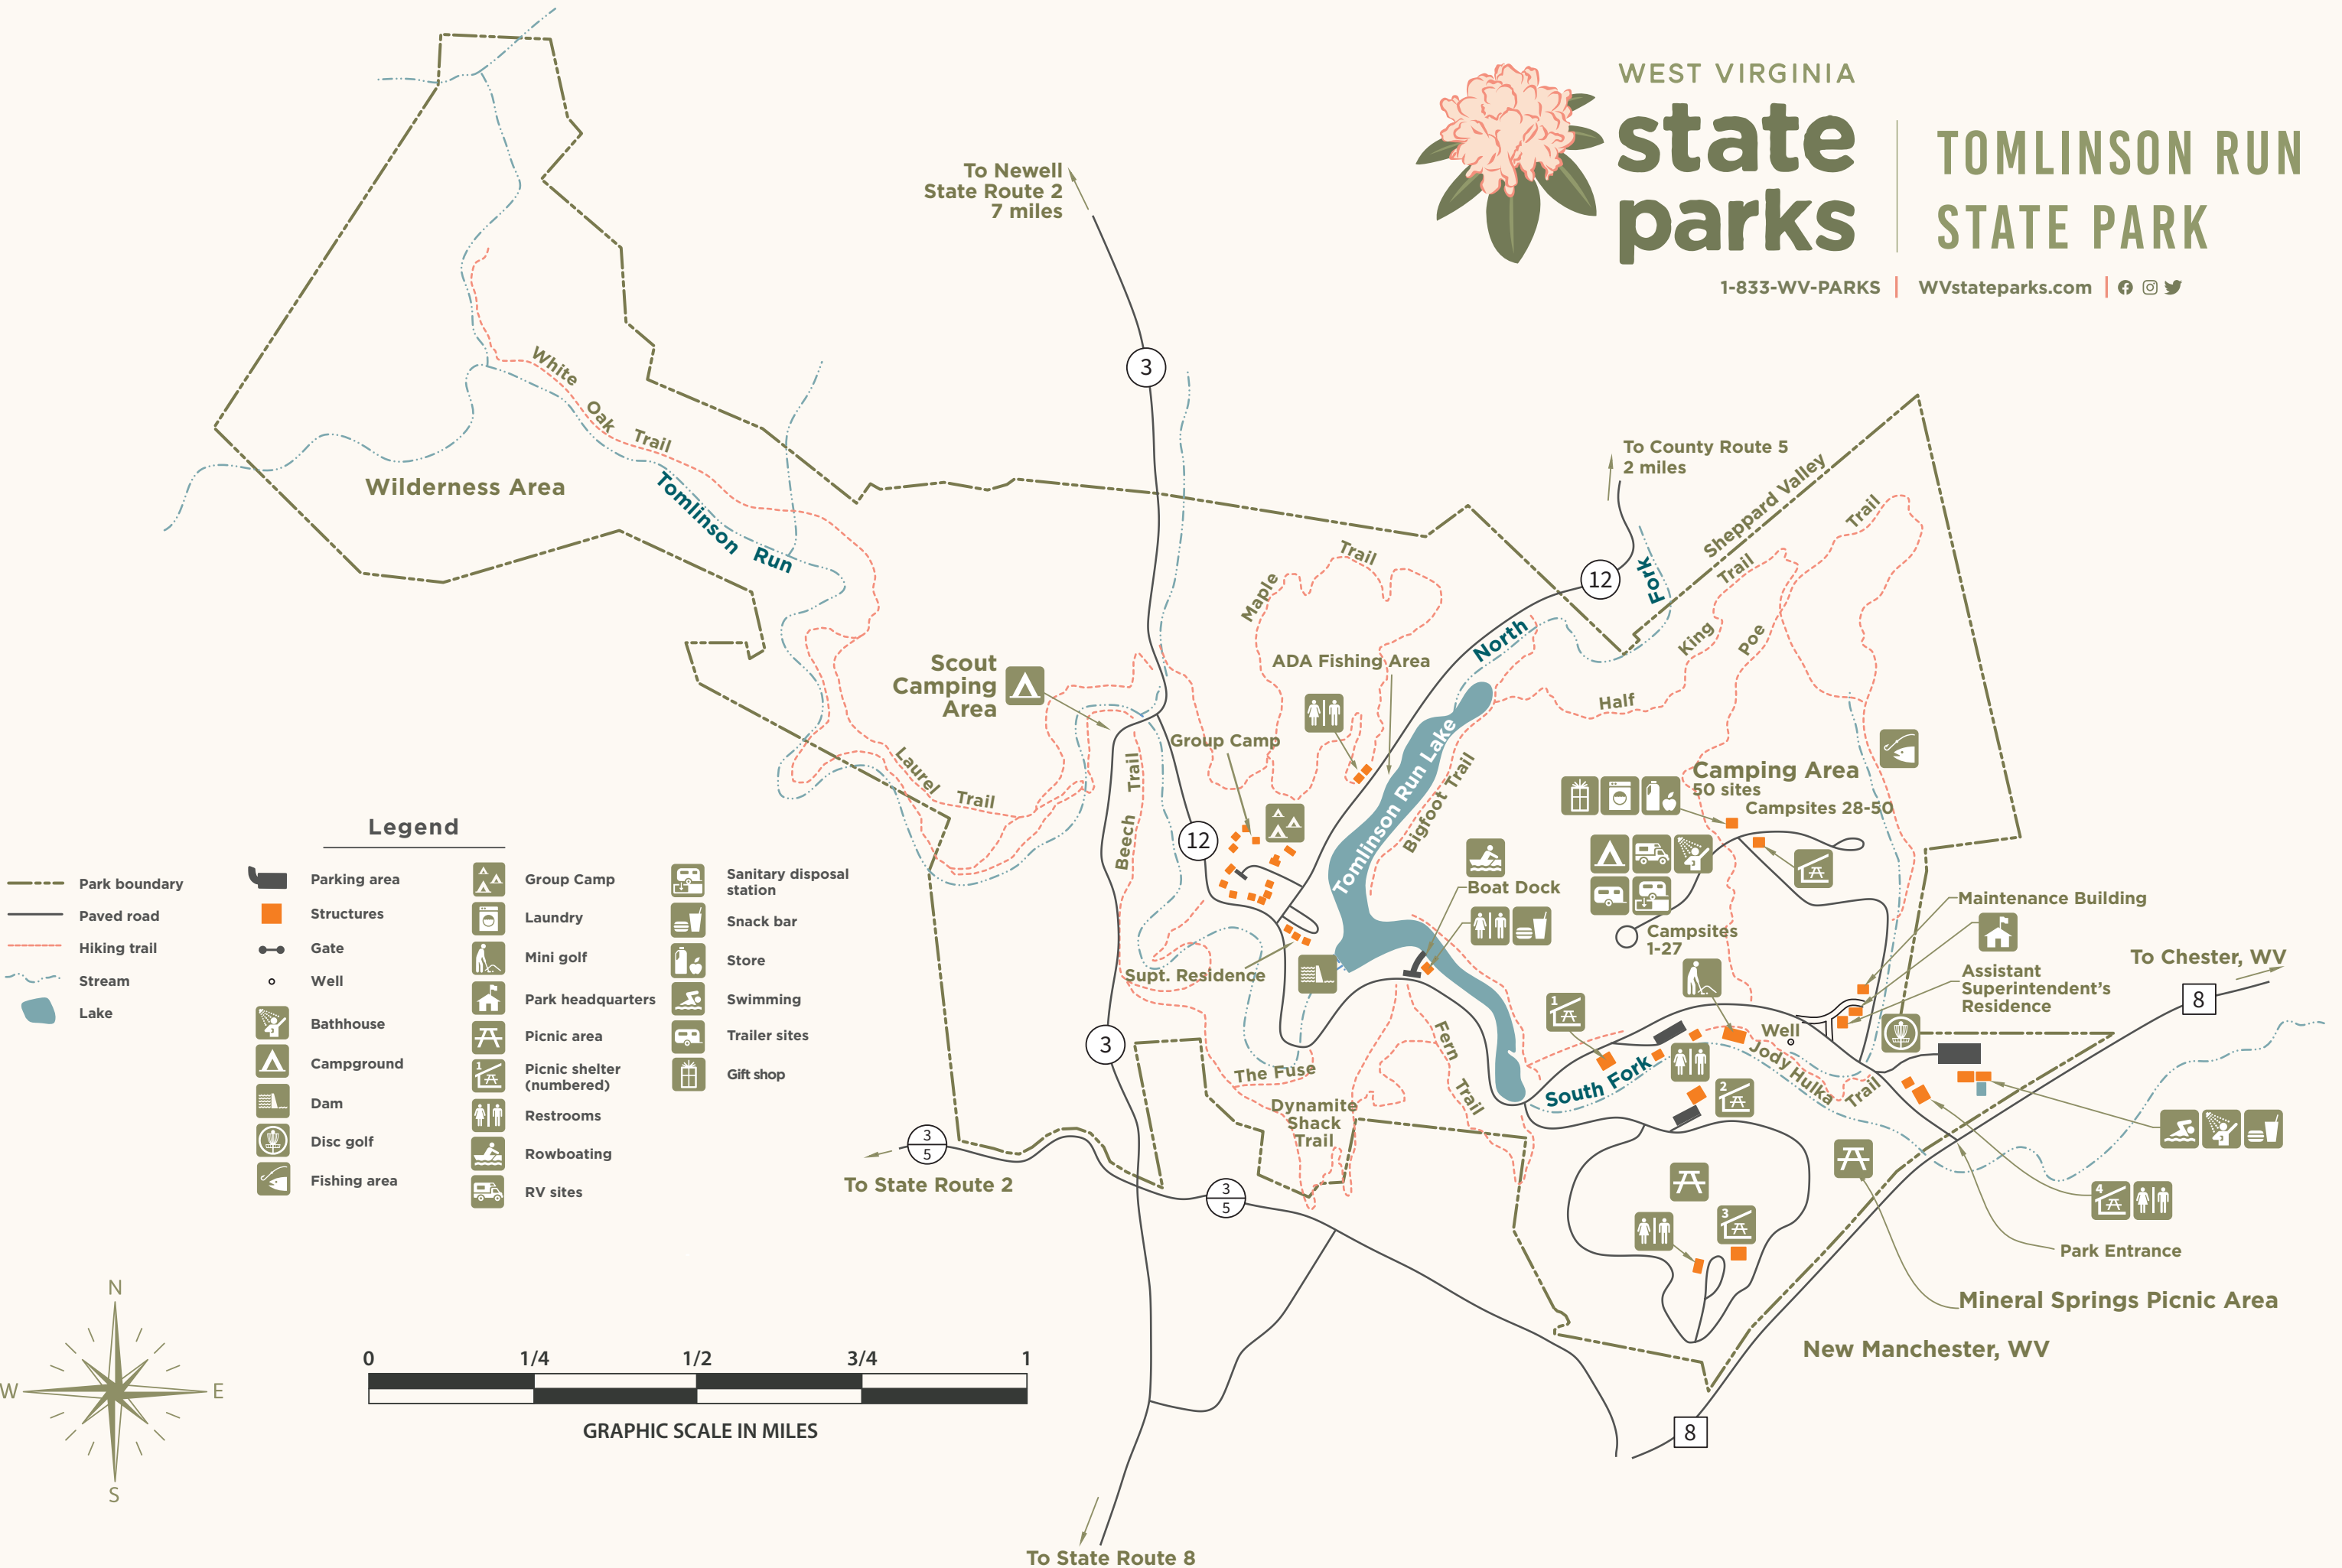 WEST VIRGINIA
state
parks
TOMLINSON RUN
STATE PARK
1-833-WV-PARKS
WVstateparks.com
To Newell
State Route 2
7 miles
3
White
Oak
Trail
Wilderness Area
Tomlinson
Run
To County Route 5
2 miles
Sheppard Valley
Trail
12
Fork
Trail
Trail
Maple
North
King
Poe
Half
ADA Fishing Area
Scout
Camping
Area
Group Camp
Laurel
Trail
Trail
Beech
12
Tomlinson Run Lake
Bigfoot Trail
Camping Area
50 sites
Campsites 28-50
Boat Dock
Campsites
1-27
Maintenance Building
Supt. Residence
Assistant
Superintendent's
Residence
To Chester, WV
8
1
Well
3
The Fuse
Fern
Trail
South Fork
Jody Hulka
Trail
2
Dynamite
Shack
Trail
3
5
To State Route 2
3
5
3
4
Park Entrance
Mineral Springs Picnic Area
New Manchester, WV
8
To State Route 8
Legend
Park boundary
Paved road
Hiking trail
Stream
Lake
Parking area
Structures
Gate
Well
Bathhouse
Campground
Dam
Disc golf
Fishing area
Group Camp
Laundry
Mini golf
Park headquarters
Picnic area
1
Picnic shelter
(numbered)
Restrooms
Rowboating
RV sites
Sanitary disposal
station
Snack bar
Store
Swimming
Trailer sites
Gift shop
N
W
E
S
0 1/4 1/2 3/4 1
GRAPHIC SCALE IN MILES